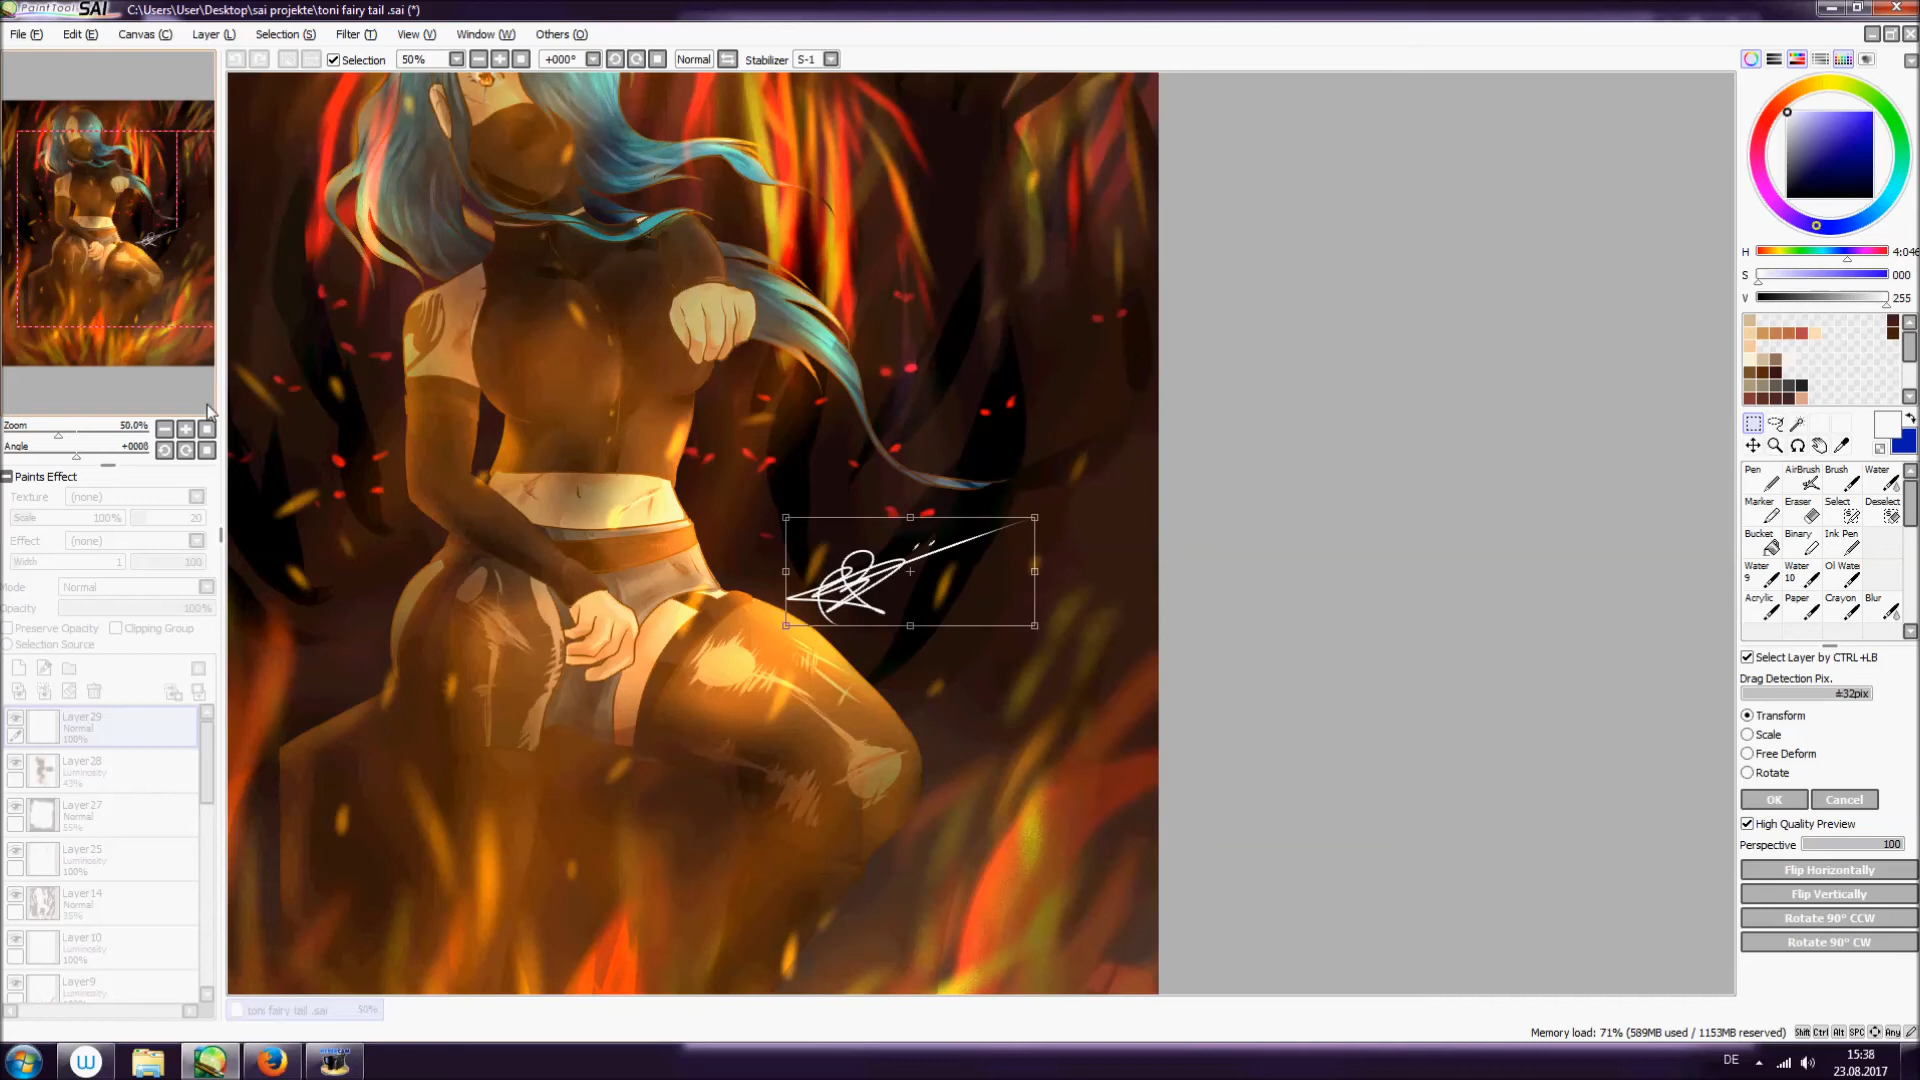 PaintTool SAI C:\Users\User\Desktop\sai projekte\toni fairy tail .sai (*)
File (F) Edit (E) Canvas (C) Layer (L) Selection (S) Filter (T) View (V) Window (W) Others (O)
Selection 50% +000° Normal Stabilizer S-1
Zoom 50.0%
Angle +000ß
Paints Effect
Texture (none)
Scale 100% 20
Effect (none)
Width 1 100
Mode Normal
Opacity 100%
Preserve Opacity Clipping Group
Selection Source
Layer29
Normal
100%
Layer28
Luminosity
43%
Layer27
Normal
55%
Layer25
Luminosity
100%
Layer14
Normal
35%
Layer10
Luminosity
100%
Layer9
Luminosity
toni fairy tail .sai 50%
H 4:046
S 000
V 255
Pen AirBrush Brush Water
Marker Eraser Select Deselect
Bucket Binary Ink Pen
Water 9 Water 10 Ol Wate
Acrylic Paper Crayon Blur
Select Layer by CTRL+LB
Drag Detection Pix.
±32pix
Transform
Scale
Free Deform
Rotate
OK Cancel
High Quality Preview
Perspective 100
Flip Horizontally
Flip Vertically
Rotate 90° CCW
Rotate 90° CW
Memory load: 71% (589MB used / 1153MB reserved) Shift Ctrl Alt SPC Any
W DE 15:38
23.08.2017